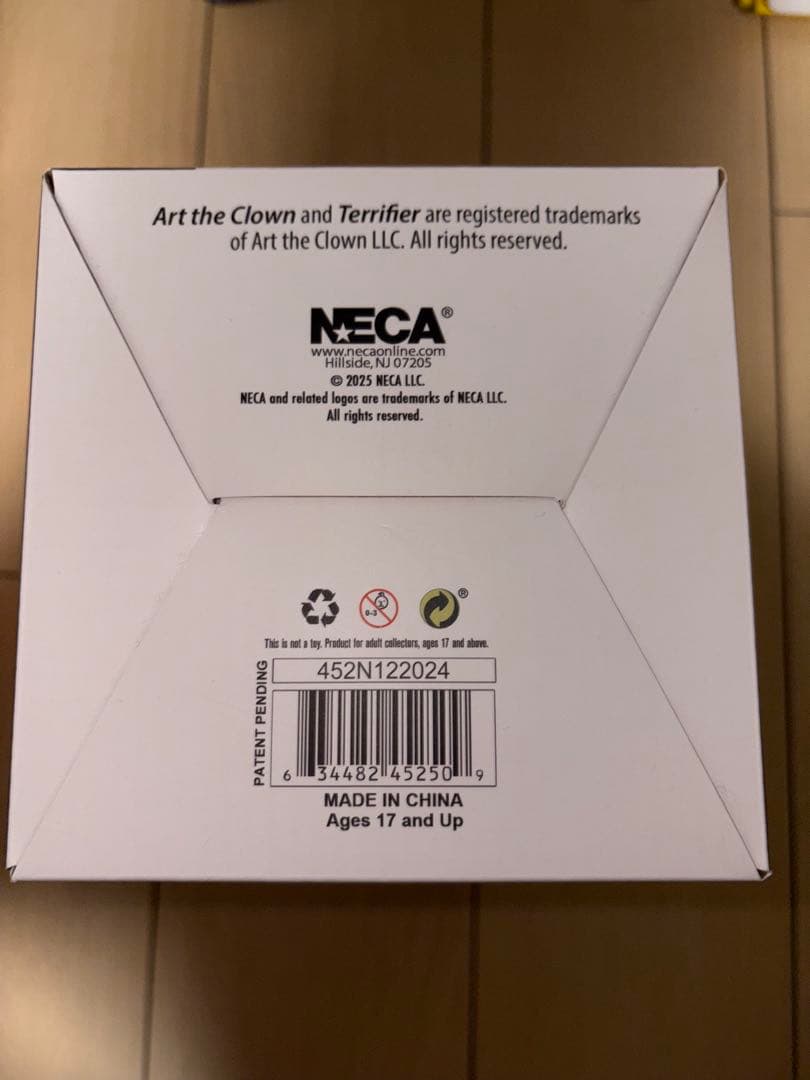 Art the Clown and Terrifier are registered trademarks
of Art the Clown LLC. All rights reserved.
NECA®
www.necaonline.com
Hillside, NJ 07205
© 2025 NECA LLC.
NECA and related logos are trademarks of NECA LLC.
All rights reserved.
0-3
®
This is not a toy. Product for adult collectors, ages 17 and above.
452N122024
PATENT PENDING
6 34482 45250 9
MADE IN CHINA
Ages 17 and Up